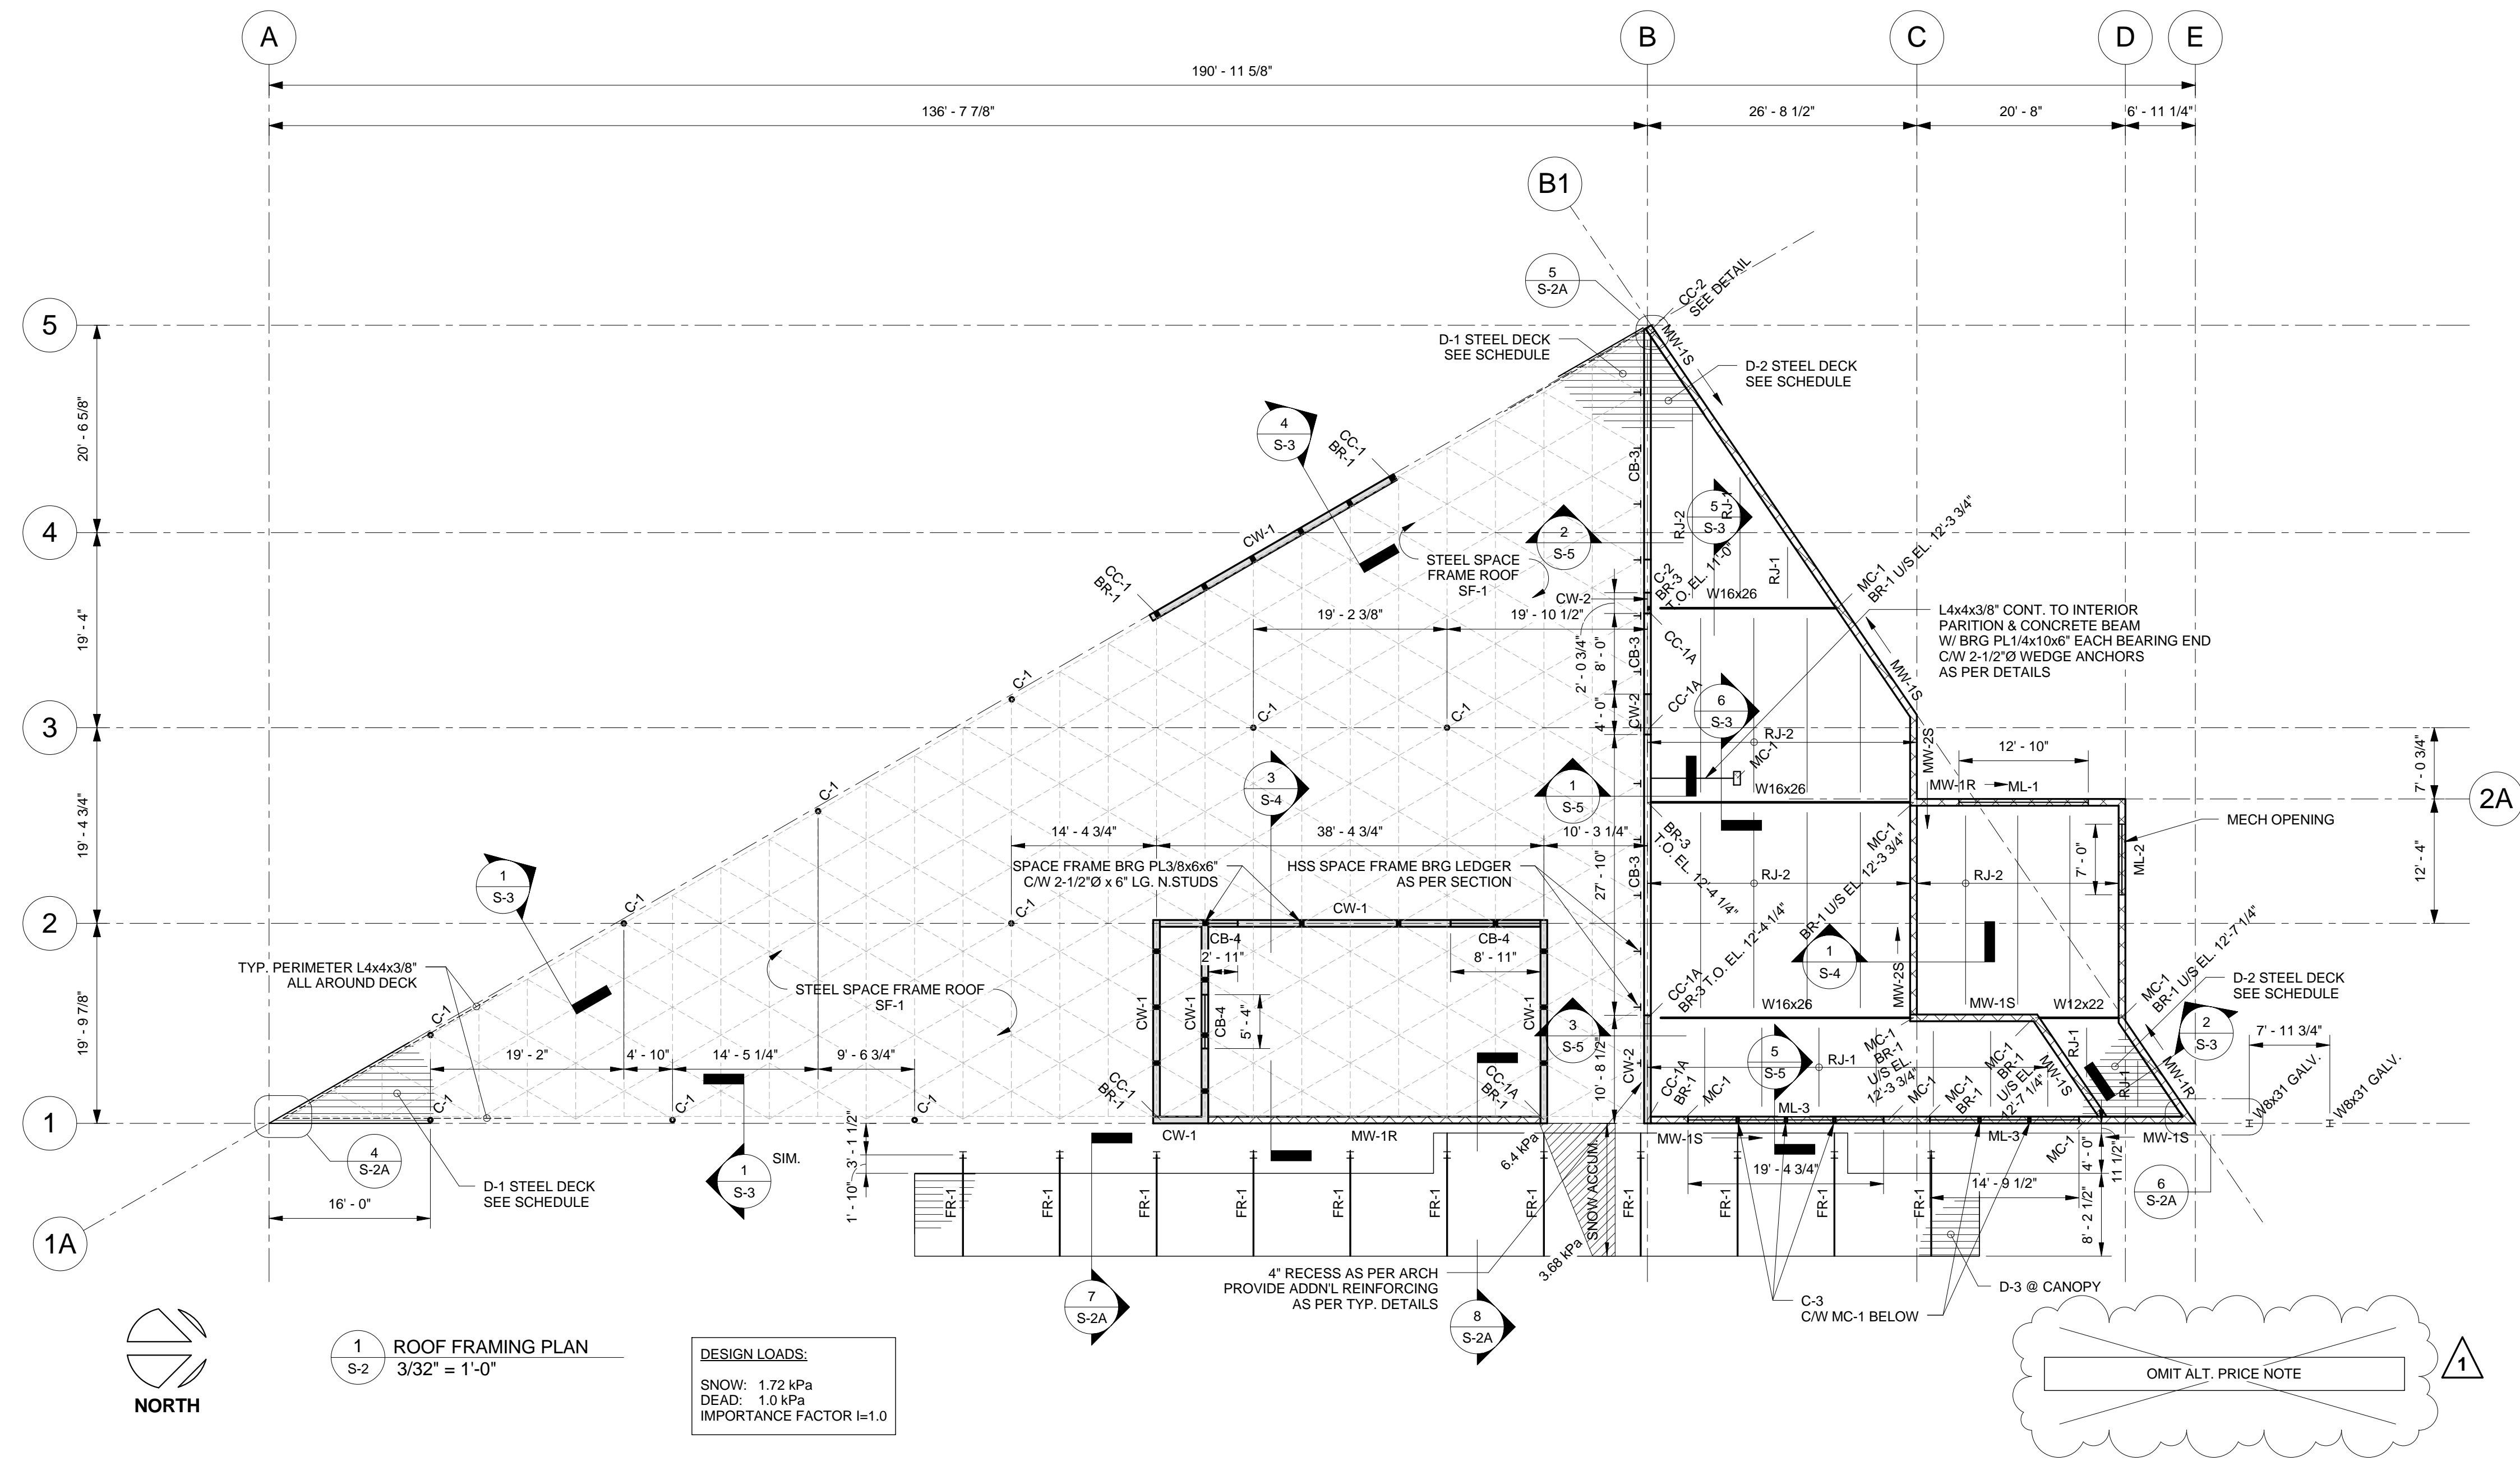 A
B
C
D
E
190' - 11 5/8"
136' - 7 7/8"
26' - 8 1/2"
20' - 8"
6' - 11 1/4"
B1
5
S-2A
CC-2
SEE DETAIL
5
D-1 STEEL DECK
SEE SCHEDULE
MW-1S
D-2 STEEL DECK
SEE SCHEDULE
20' - 6 5/8"
4
S-3
CC-1
BR-1
CB-3
4
CW-1
2
S-5
RJ-2
5
S-3
RJ-1
RJ-1
STEEL SPACE
FRAME ROOF
SF-1
CC-1
BR-1
C-2
BR-3
T.O. EL. 11'-0"
W16x26
MC-1
BR-1 U/S EL. 12'-3 3/4"
CW-2
19' - 2 3/8"
19' - 10 1/2"
L4x4x3/8" CONT. TO INTERIOR
PARITION & CONCRETE BEAM
W/ BRG PL1/4x10x6" EACH BEARING END
C/W 2-1/2"Ø WEDGE ANCHORS
AS PER DETAILS
19' - 4"
2' - 0 3/4"
8' - 0"
CB-3
CC-1A
MW-1S
C-1
CC-1A
6
S-3
4' - 0"
CW-2
3
C-1
C-1
RJ-2
MC-1
MW-2S
12' - 10"
7' - 0 3/4"
3
S-4
1
S-5
W16x26
MW-1R
ML-1
2A
C-1
19' - 4 3/4"
14' - 4 3/4"
38' - 4 3/4"
10' - 3 1/4"
BR-3
T.O. EL. 12'-4 1/4"
MC-1
BR-1 U/S EL. 12'-3 3/4"
MECH OPENING
SPACE FRAME BRG PL3/8x6x6"
C/W 2-1/2"Ø x 6" LG. N.STUDS
HSS SPACE FRAME BRG LEDGER
AS PER SECTION
27' - 10"
CB-3
RJ-2
RJ-2
7' - 0"
ML-2
12' - 4"
1
S-3
C-1
C-1
CW-1
2
CB-4
CB-4
2' - 11"
8' - 11"
1
S-4
TYP. PERIMETER L4x4x3/8"
ALL AROUND DECK
STEEL SPACE FRAME ROOF
SF-1
CC-1A
BR-3 T.O. EL. 12'-4 1/4"
MW-2S
MC-1
BR-1 U/S EL. 12'-7 1/4"
D-2 STEEL DECK
SEE SCHEDULE
19' - 9 7/8"
C-1
CW-1
CW-1
CB-4
5' - 4"
CW-1
W16x26
MW-1S
W12x22
2
S-3
7' - 11 3/4"
19' - 2"
4' - 10"
14' - 5 1/4"
9' - 6 3/4"
3
S-5
10' - 8 1/2"
CW-2
5
S-5
RJ-1
MC-1
BR-1
U/S EL.
12'-3 3/4"
MC-1
BR-1
U/S EL.
12'-7 1/4"
MW-1S
RJ-1
RJ-1
MW-1R
W8x31 GALV.
W8x31 GALV.
CC-1
BR-1
CC-1A
BR-1
CC-1A
BR-1
MC-1
MC-1
MC-1
BR-1
1
C-1
C-1
C-1
ML-3
ML-3
MC-1
CW-1
MW-1R
MW-1S
MW-1S
4
S-2A
1
S-3
SIM.
3' - 1 1/2"
1' - 10"
6.4 kPa
SNOW ACCUM.
3.68 kPa
19' - 4 3/4"
14' - 9 1/2"
4' - 0"
11 1/2"
8' - 2 1/2"
6
S-2A
D-1 STEEL DECK
SEE SCHEDULE
16' - 0"
FR-1
FR-1
FR-1
FR-1
FR-1
FR-1
FR-1
FR-1
FR-1
FR-1
FR-1
1A
4" RECESS AS PER ARCH
PROVIDE ADDN'L REINFORCING
AS PER TYP. DETAILS
7
S-2A
8
S-2A
C-3
C/W MC-1 BELOW
D-3 @ CANOPY
NORTH
1
S-2
ROOF FRAMING PLAN
3/32" = 1'-0"
DESIGN LOADS:
SNOW: 1.72 kPa
DEAD: 1.0 kPa
IMPORTANCE FACTOR I=1.0
OMIT ALT. PRICE NOTE
1